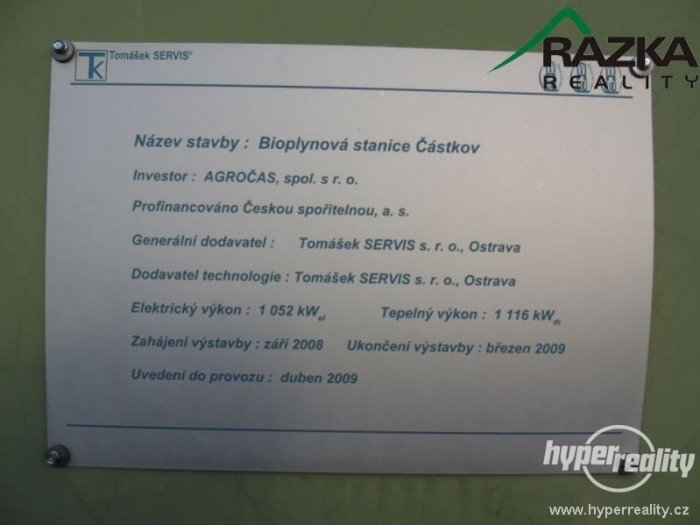 TK Tomášek SERVIS®
RAZKA
REALITY
Název stavby : Bioplynová stanice Částkov
Investor : AGROČAS, spol. s r. o.
Profinancováno Českou spořitelnou, a. s.
Generální dodavatel : Tomášek SERVIS s. r. o., Ostrava
Dodavatel technologie : Tomášek SERVIS s. r. o., Ostrava
Elektrický výkon : 1 052 kWel Tepelný výkon : 1 116 kWth
Zahájení výstavby : září 2008 Ukončení výstavby : březen 2009
Uvedení do provozu : duben 2009
hyperreality
www.hyperreality.cz